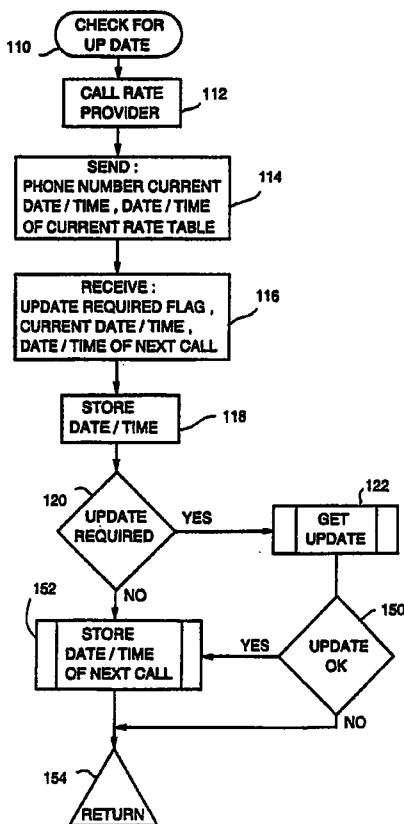 CHECK FOR
UP DATE
110
CALL RATE
PROVIDER
112
SEND :
PHONE NUMBER CURRENT
DATE / TIME , DATE / TIME
OF CURRENT RATE TABLE
114
RECEIVE :
UPDATE REQUIRED FLAG ,
CURRENT DATE / TIME ,
DATE / TIME OF NEXT CALL
116
STORE
DATE / TIME
118
120
UPDATE
REQUIRED
YES
122
GET
UPDATE
NO
152
STORE
DATE / TIME
OF NEXT CALL
YES
150
UPDATE
OK
NO
154
RETURN